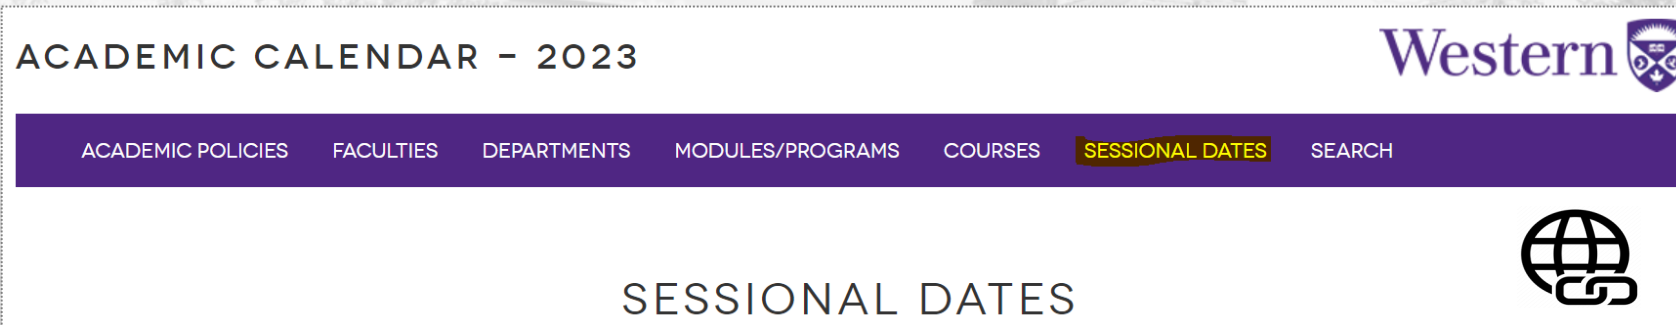 ACADEMIC CALENDAR – 2023
Western
ACADEMIC POLICIES FACULTIES DEPARTMENTS MODULES/PROGRAMS COURSES SESSIONAL DATES SEARCH
SESSIONAL DATES